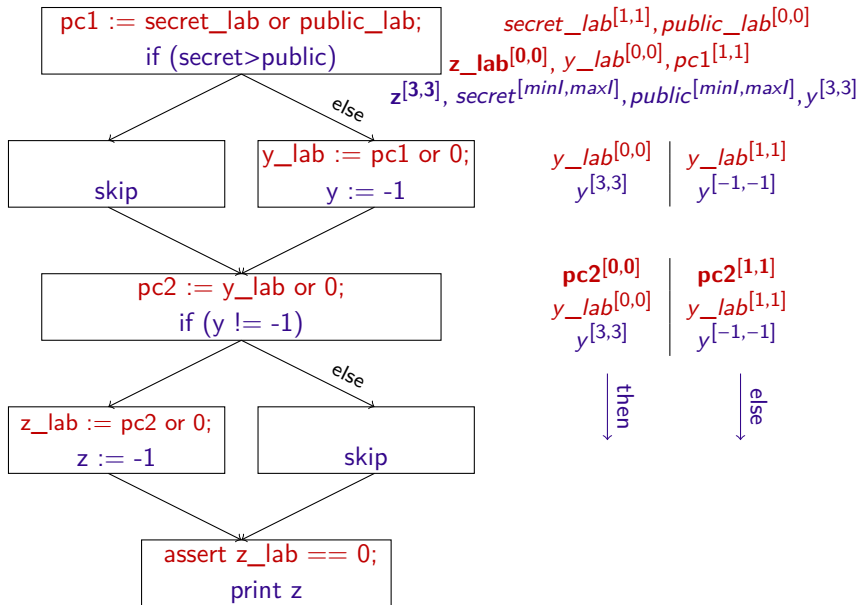 pc1 := secret_lab or public_lab;
if (secret>public)
secret_lab[1,1], public_lab[0,0]
z_lab[0,0], y_lab[0,0], pc1[1,1]
z[3,3], secret[minI,maxI], public[minI,maxI], y[3,3]
else
skip
y_lab := pc1 or 0;
y := -1
y_lab[0,0] y_lab[1,1]
y[3,3] y[-1,-1]
pc2 := y_lab or 0;
if (y != -1)
pc2[0,0] pc2[1,1]
y_lab[0,0] y_lab[1,1]
y[3,3] y[-1,-1]
else
then
else
z_lab := pc2 or 0;
z := -1
skip
assert z_lab == 0;
print z